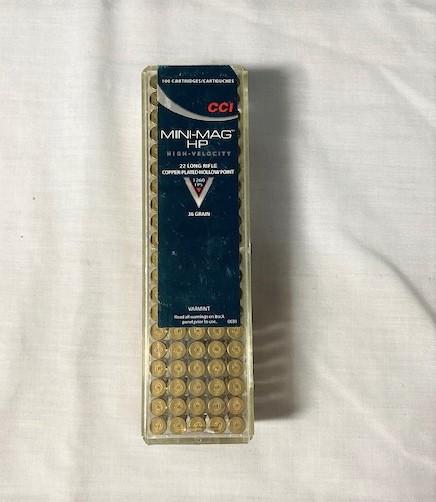 100 CARTRIDGES/CARTOUCHES
CCI
MINI-MAG™
HP
HIGH-VELOCITY
22 LONG RIFLE
COPPER-PLATED HOLLOW POINT
1260
FPS
36 GRAIN
VARMINT
Read all warnings on back
panel prior to use.
0031